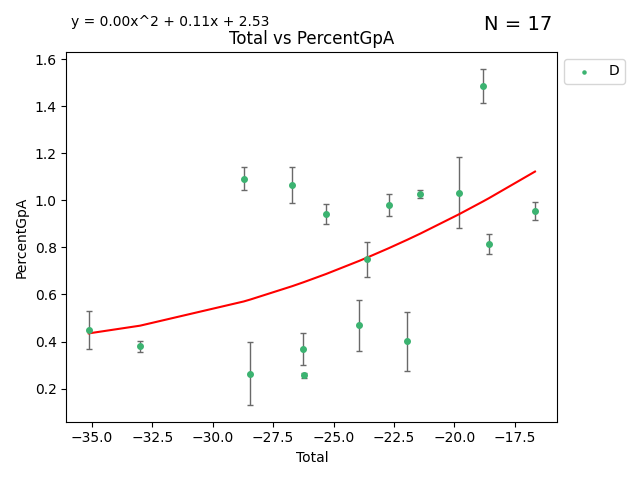 y = 0.00x^2 + 0.11x + 2.53
N = 17
Total vs PercentGpA
D
PercentGpA
1.6
1.4
1.2
1.0
0.8
0.6
0.4
0.2
−35.0 −32.5 −30.0 −27.5 −25.0 −22.5 −20.0 −17.5
Total